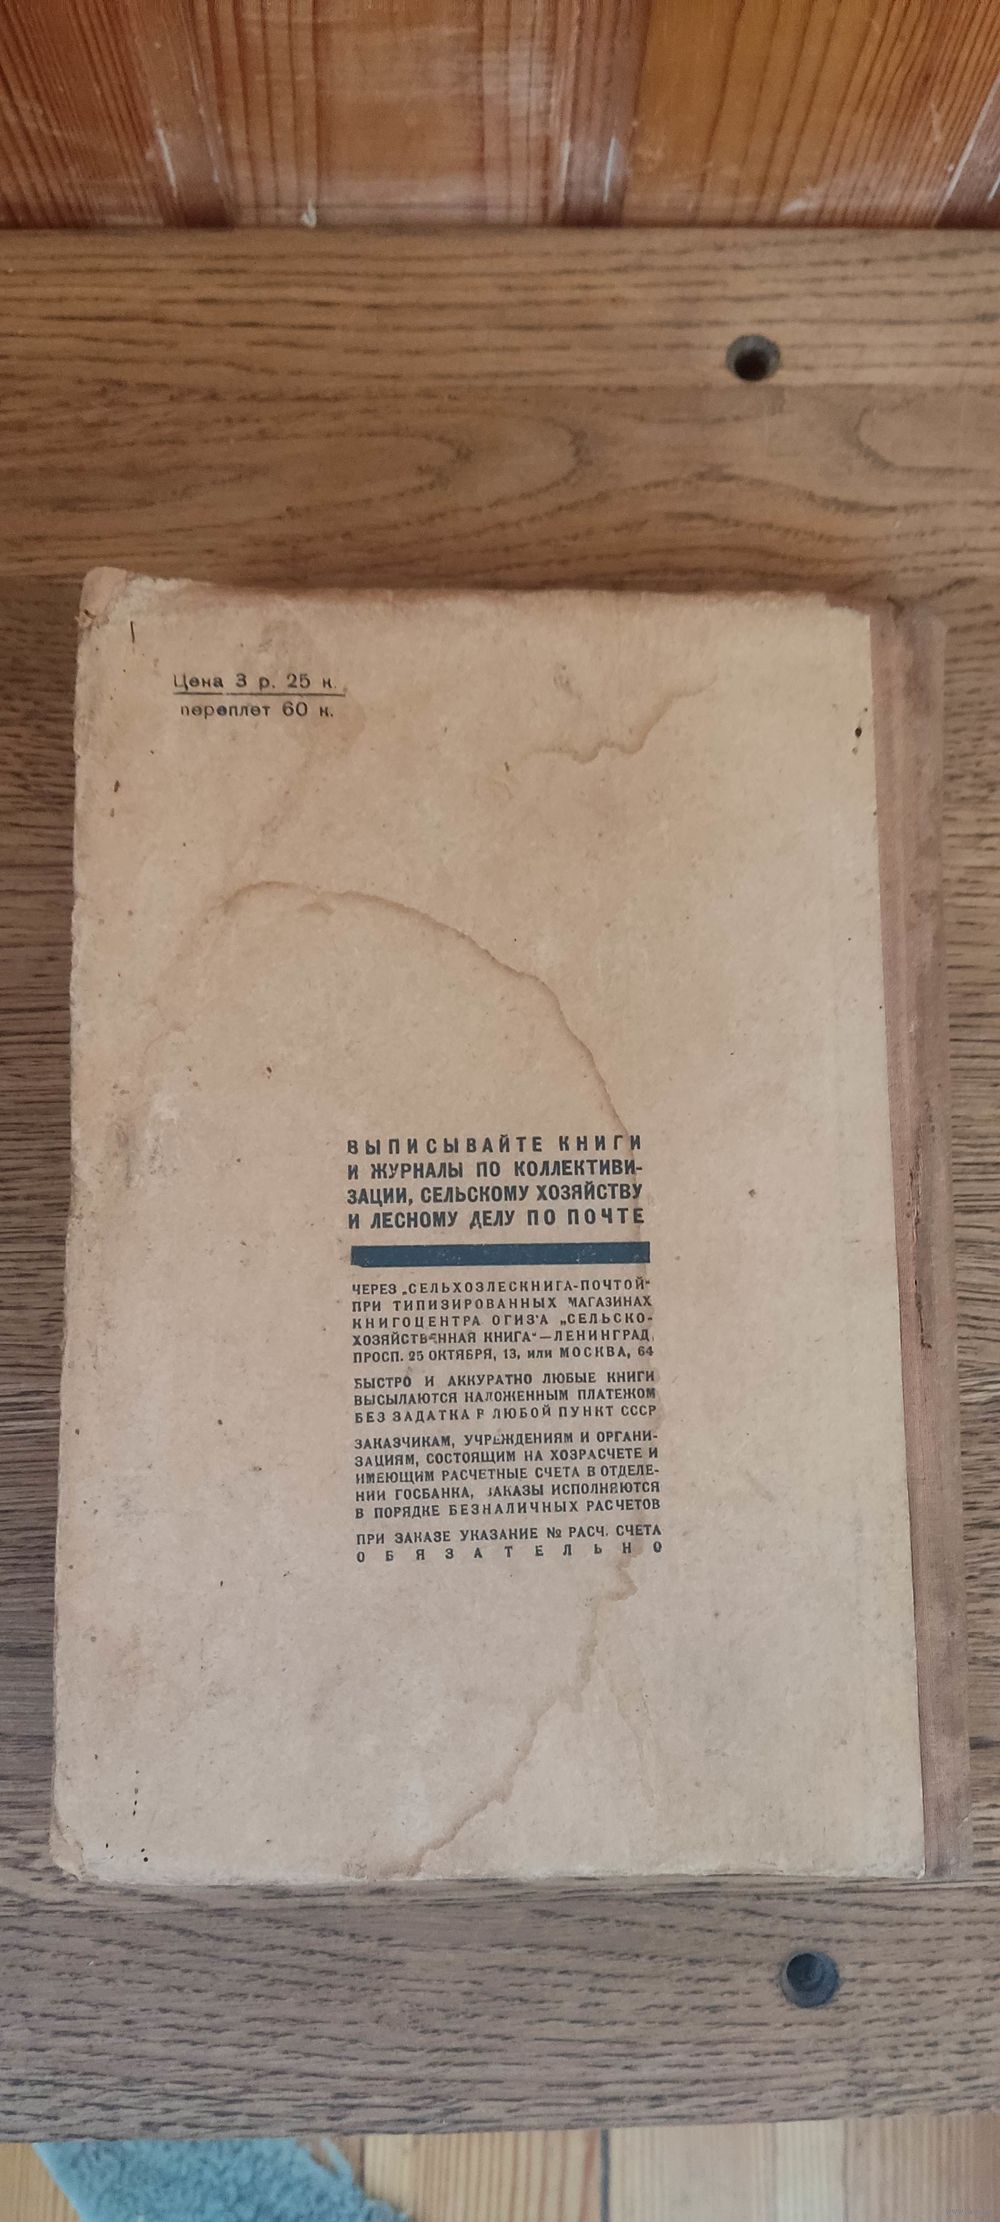 Цена 3 р. 25 к.
переплет 60 к.
ВЫПИСЫВАЙТЕ КНИГИ
И ЖУРНАЛЫ ПО КОЛЛЕКТИВИ-
ЗАЦИИ, СЕЛЬСКОМУ ХОЗЯЙСТВУ
И ЛЕСНОМУ ДЕЛУ ПО ПОЧТЕ
ЧЕРЕЗ „СЕЛЬХОЗЛЕСКНИГА-ПОЧТОЙ“
ПРИ ТИПИЗИРОВАННЫХ МАГАЗИНАХ
КНИГОЦЕНТРА ОГИЗ'А „СЕЛЬСКО-
ХОЗЯЙСТВЕННАЯ КНИГА“—ЛЕНИНГРАД,
ПРОСП. 25 ОКТЯБРЯ, 13, или МОСКВА, 64
БЫСТРО И АККУРАТНО ЛЮБЫЕ КНИГИ
ВЫСЫЛАЮТСЯ НАЛОЖЕННЫМ ПЛАТЕЖОМ
БЕЗ ЗАДАТКА В ЛЮБОЙ ПУНКТ СССР
ЗАКАЗЧИКАМ, УЧРЕЖДЕНИЯМ И ОРГАНИ-
ЗАЦИЯМ, СОСТОЯЩИМ НА ХОЗРАСЧЕТЕ И
ИМЕЮЩИМ РАСЧЕТНЫЕ СЧЕТА В ОТДЕЛЕ-
НИИ ГОСБАНКА, ЗАКАЗЫ ИСПОЛНЯЮТСЯ
В ПОРЯДКЕ БЕЗНАЛИЧНЫХ РАСЧЕТОВ
ПРИ ЗАКАЗЕ УКАЗАНИЕ № РАСЧ. СЧЕТА
ОБЯЗАТЕЛЬНО